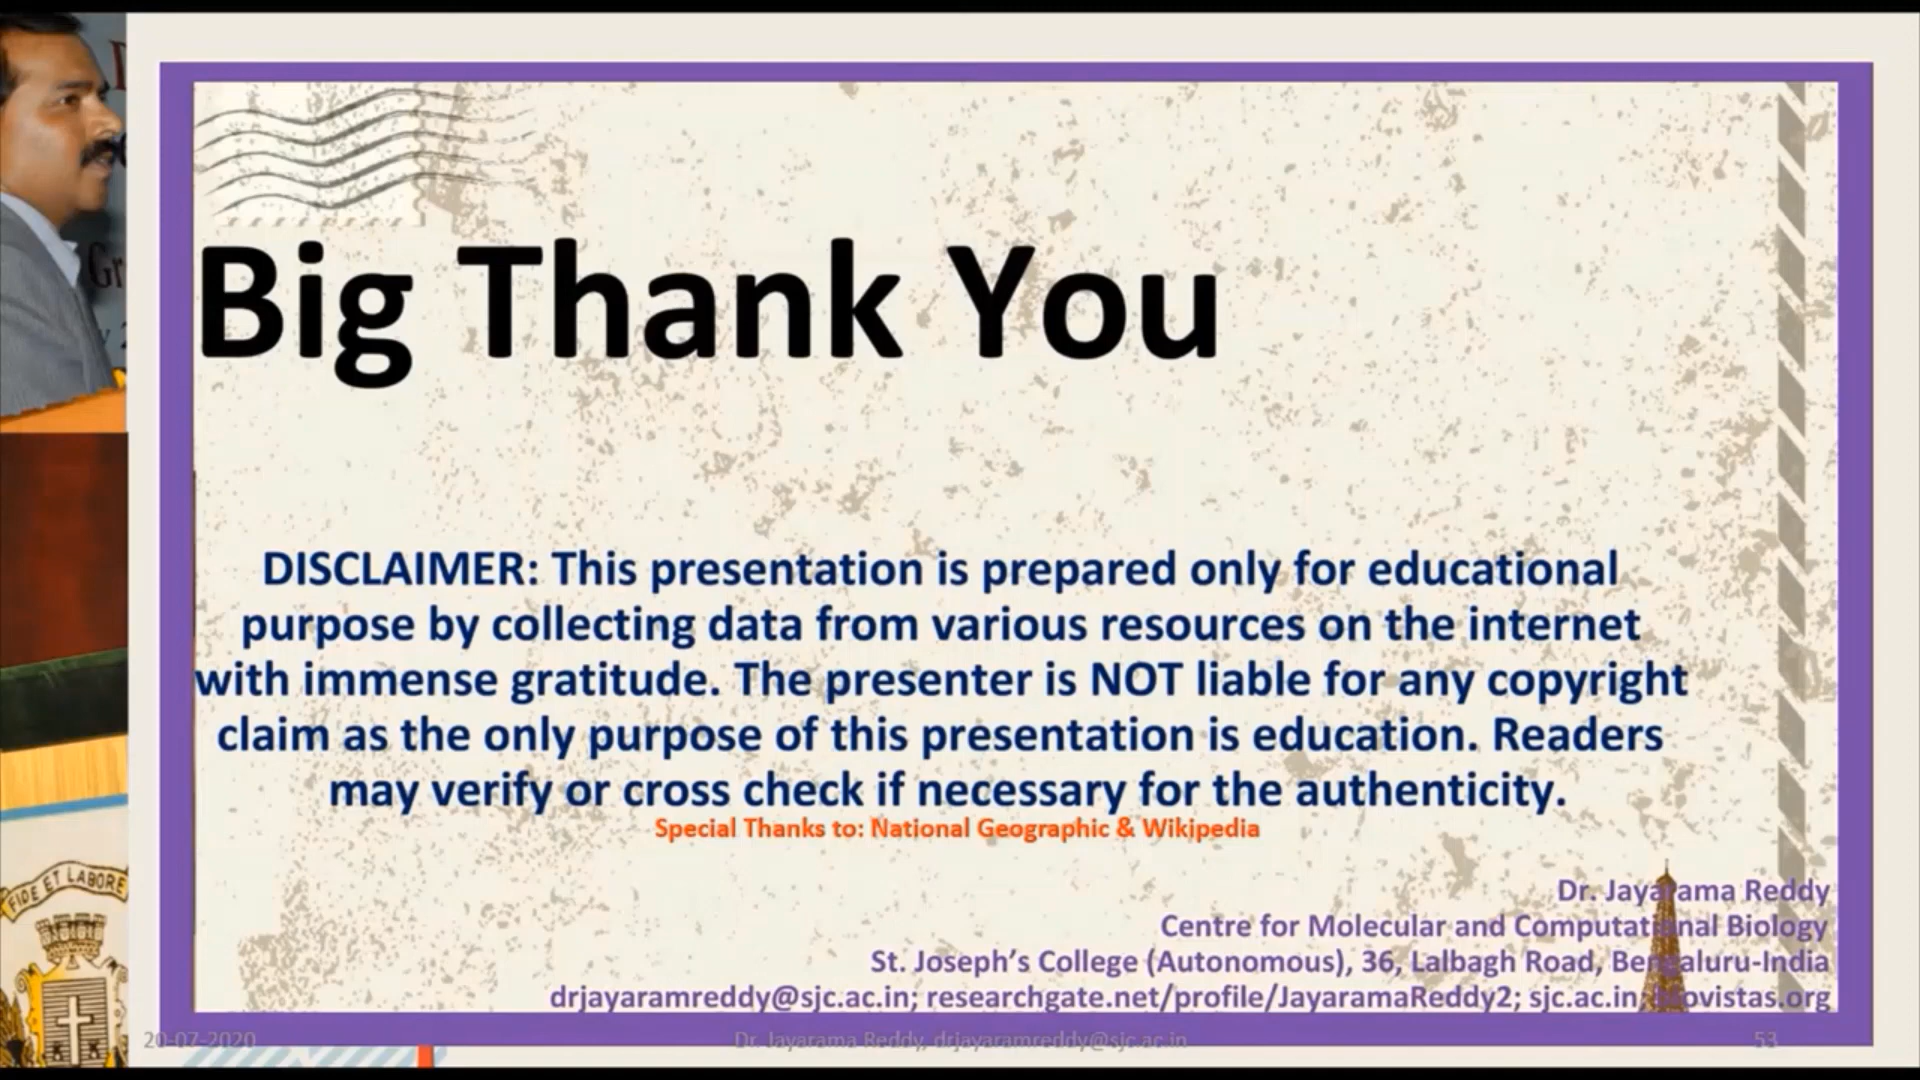 Big Thank You
DISCLAIMER: This presentation is prepared only for educational
purpose by collecting data from various resources on the internet
with immense gratitude. The presenter is NOT liable for any copyright
claim as the only purpose of this presentation is education. Readers
may verify or cross check if necessary for the authenticity.
Special Thanks to: National Geographic & Wikipedia
Dr. Jayarama Reddy
Centre for Molecular and Computational Biology
St. Joseph's College (Autonomous), 36, Lalbagh Road, Bengaluru-India
drjayaramreddy@sjc.ac.in; researchgate.net/profile/JayaramaReddy2; sjc.ac.in;
FIDE ET LABORE
20-07-2020 Dr. Jayarama Reddy, drjayaramreddy@sjc.ac.in 53